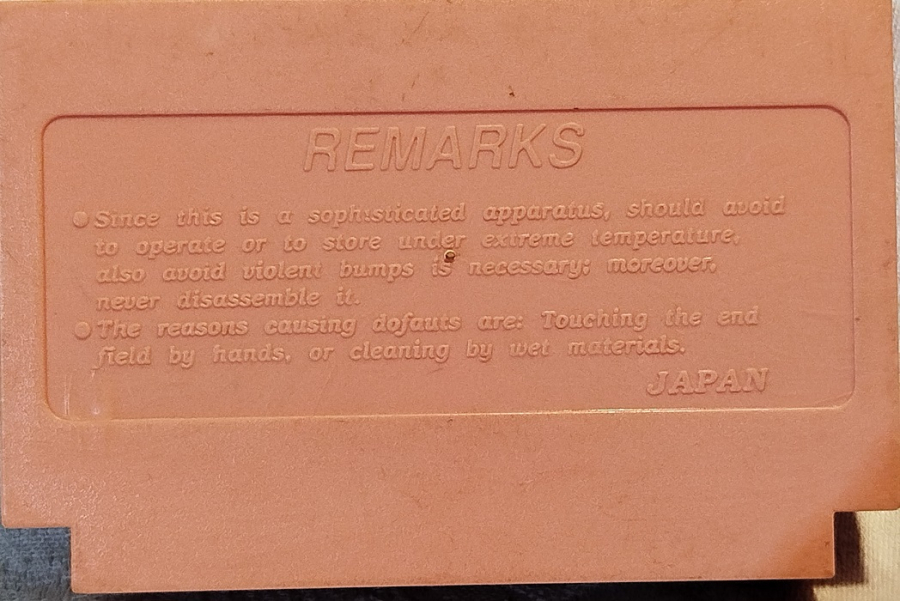 REMARKS
●Since this is a sophisticated apparatus, should avoid
to operate or to store under extreme temperature,
also avoid violent bumps is necessary; moreover,
never disassemble it.
●The reasons causing dofauts are: Touching the end
field by hands, or cleaning by wet materials.
JAPAN